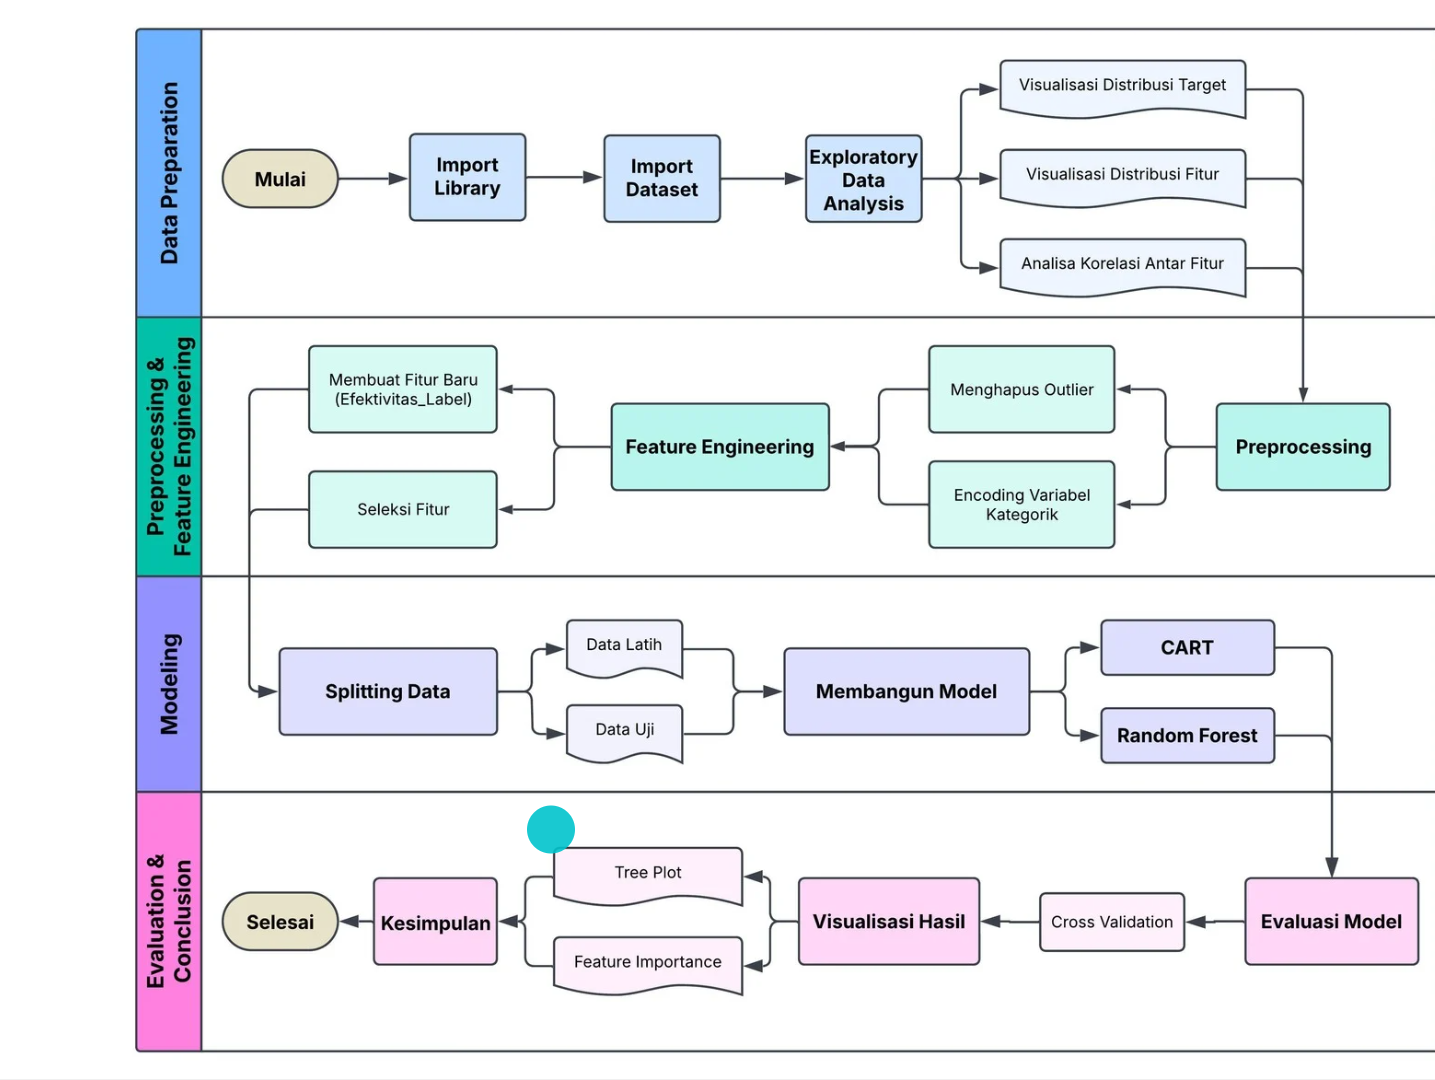 Data Preparation
Mulai
Import
Library
Import
Dataset
Exploratory
Data
Analysis
Visualisasi Distribusi Target
Visualisasi Distribusi Fitur
Analisa Korelasi Antar Fitur
Preprocessing &
Feature Engineering
Preprocessing
Menghapus Outlier
Encoding Variabel
Kategorik
Feature Engineering
Membuat Fitur Baru
(Efektivitas_Label)
Seleksi Fitur
Modeling
Splitting Data
Data Latih
Data Uji
Membangun Model
CART
Random Forest
Evaluation &
Conclusion
Evaluasi Model
Cross Validation
Visualisasi Hasil
Tree Plot
Feature Importance
Kesimpulan
Selesai